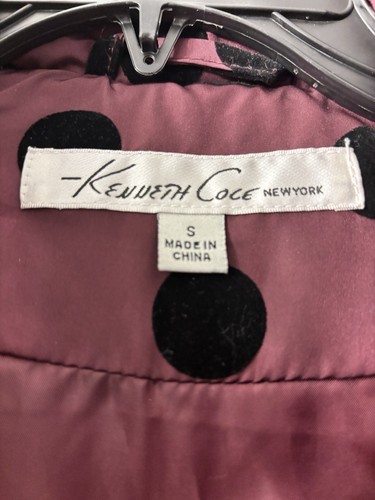 -KENNETH COLE NEW YORK
S
MADE IN
CHINA